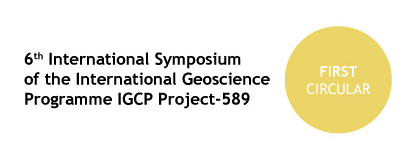 6th International Symposium
of the International Geoscience
Programme IGCP Project-589
FIRST
CIRCULAR